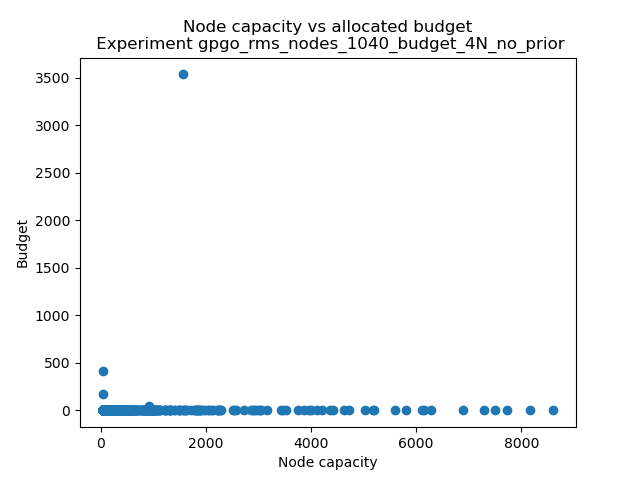 Node capacity vs allocated budget
Experiment gpgo_rms_nodes_1040_budget_4N_no_prior
3500
3000
2500
2000
1500
1000
500
0
Budget
0 2000 4000 6000 8000
Node capacity